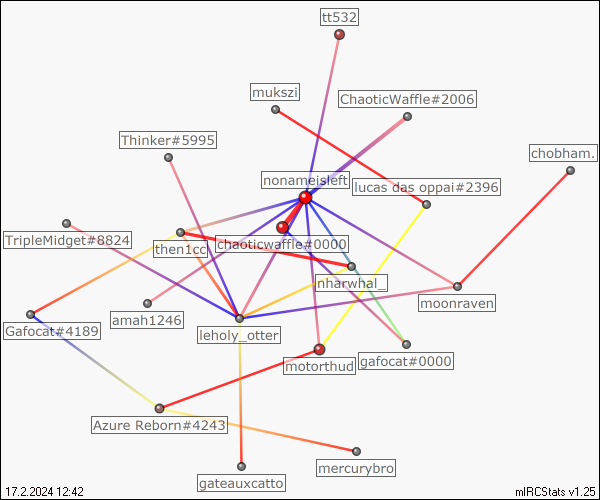 tt532
mukszi
ChaoticWaffle#2006
Thinker#5995
chobham.
nonameisleft
lucas das oppai#2396
TripleMidget#8824
then1cc
chaoticwaffle#0000
nharwhal_
moonraven
amah1246
Gafocat#4189
leholy_otter
motorthud
gafocat#0000
Azure Reborn#4243
mercurybro
gateauxcatto
17.2.2024 12:42
mIRCStats v1.25